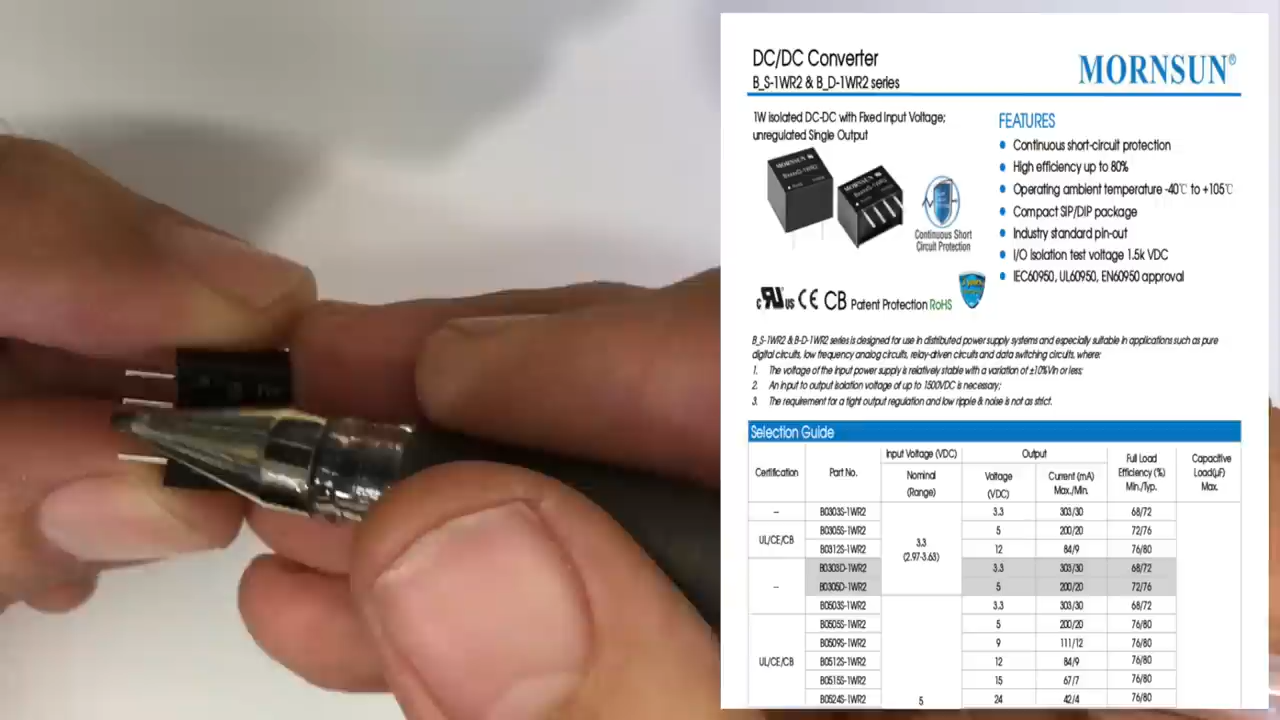 DC/DC Converter
B_S-1WR2 & B_D-1WR2 series
MORNSUN®
1W isolated DC-DC with Fixed Input Voltage;
unregulated Single Output
MORNSUN
MORNSUN
Continuous Short
Circuit Protection
FEATURES
Continuous short-circuit protection
High efficiency up to 80%
Operating ambient temperature -40℃ to +105℃
Compact SIP/DIP package
Industry standard pin-out
I/O isolation test voltage 1.5k VDC
IEC60950, UL60950, EN60950 approval
c RU US CE CB Patent Protection RoHS
B_S-1WR2 & B-D-1WR2 series is designed for use in distributed power supply systems and especially suitable in applications such as pure
digital circuits, low frequency analog circuits, relay-driven circuits and data switching circuits, where:
1. The voltage of the input power supply is relatively stable with a variation of ±10%Vin or less;
2. An input to output isolation voltage of up to 1500VDC is necessary;
3. The requirement for a tight output regulation and low ripple & noise is not as strict.
Selection Guide
Certification Part No. Input Voltage (VDC) Output Full Load Efficiency (%) Min./Typ. Capacitive Load(μF) Max.
Nominal (Range) Voltage (VDC) Current (mA) Max./Min.
– B0303S-1WR2 3.3 (2.97-3.63) 3.3 303/30 68/72
UL/CE/CB B0305S-1WR2 5 200/20 72/76
B0312S-1WR2 12 84/9 76/80
– B0303D-1WR2 3.3 303/30 68/72
B0305D-1WR2 5 200/20 72/76
B0503S-1WR2 5 3.3 303/30 68/72
UL/CE/CB B0505S-1WR2 5 200/20 76/80
B0509S-1WR2 9 111/12 76/80
B0512S-1WR2 12 84/9 76/80
B0515S-1WR2 15 67/7 76/80
B0524S-1WR2 24 42/4 76/80